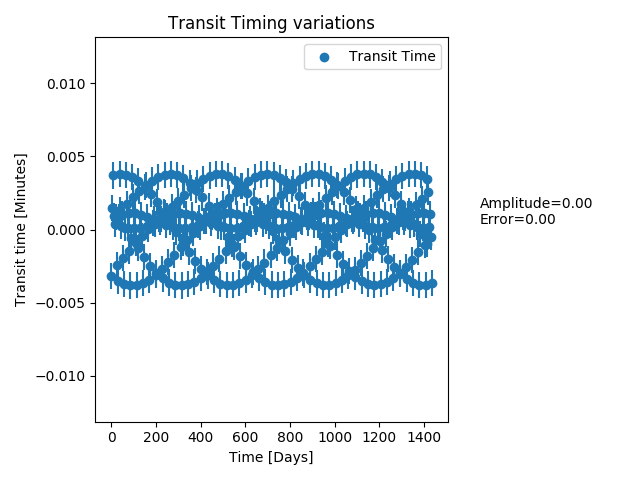 Transit Timing variations
Transit Time
0.010
0.005
0.000
−0.005
−0.010
Transit time [Minutes]
0 200 400 600 800 1000 1200 1400
Time [Days]
Amplitude=0.00
Error=0.00